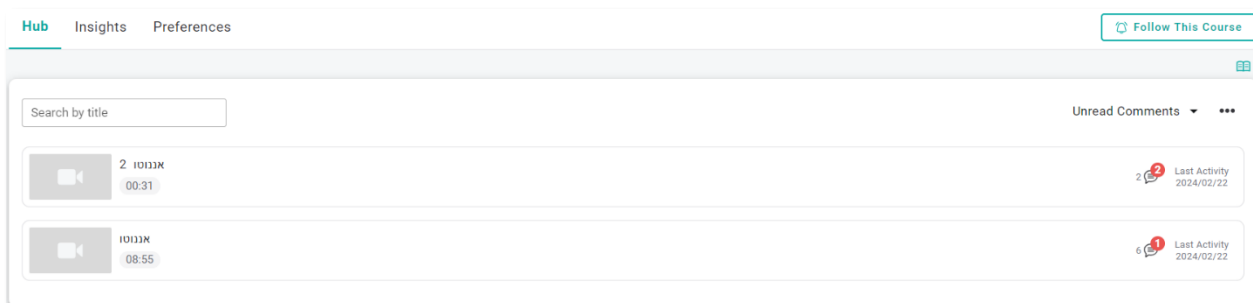 Hub Insights Preferences Follow This Course
Search by title Unread Comments
אננוטו 2
00:31
2 2 Last Activity
2024/02/22
אננוטו
08:55
6 1 Last Activity
2024/02/22